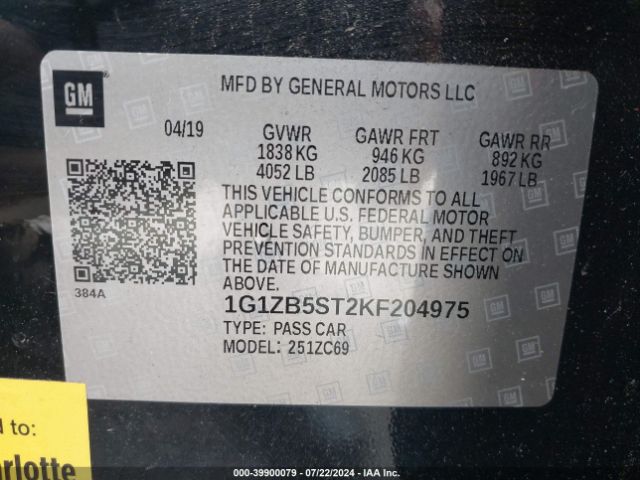 GM
MFD BY GENERAL MOTORS LLC
04/19 GVWR GAWR FRT GAWR RR
1838 KG 946 KG 892 KG
4052 LB 2085 LB 1967 LB
THIS VEHICLE CONFORMS TO ALL
APPLICABLE U.S. FEDERAL MOTOR
VEHICLE SAFETY, BUMPER, AND THEFT
PREVENTION STANDARDS IN EFFECT ON
THE DATE OF MANUFACTURE SHOWN
ABOVE.
384A
1G1ZB5ST2KF204975
TYPE: PASS CAR
MODEL: 251ZC69
d to:
rlotte
000-39900079 - 07/22/2024 - IAA Inc.